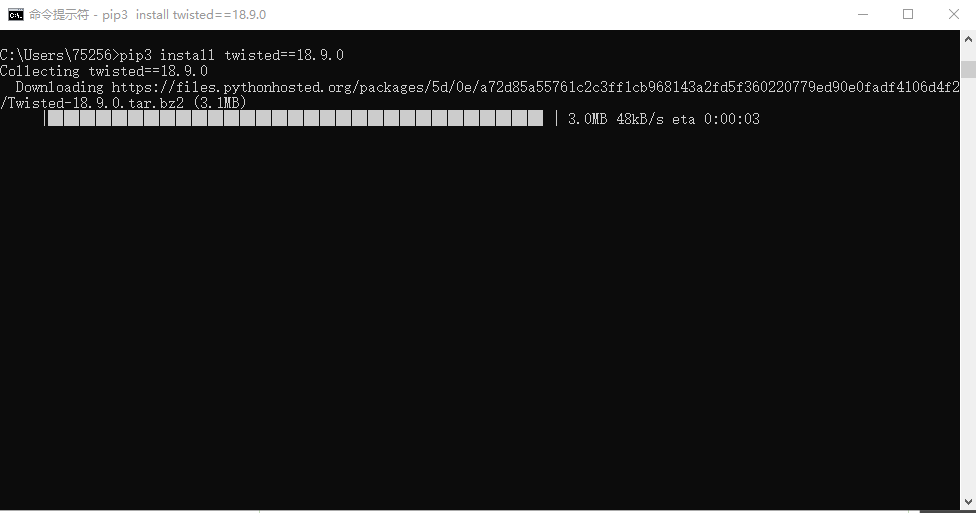 命令提示符 - pip3  install twisted==18.9.0
C:\Users\75256>pip3 install twisted==18.9.0
Collecting twisted==18.9.0
  Downloading https://files.pythonhosted.org/packages/5d/0e/a72d85a55761c2c3ff1cb968143a2fd5f360220779ed90e0fadf4106d4f2
/Twisted-18.9.0.tar.bz2 (3.1MB)
| 3.0MB 48kB/s eta 0:00:03